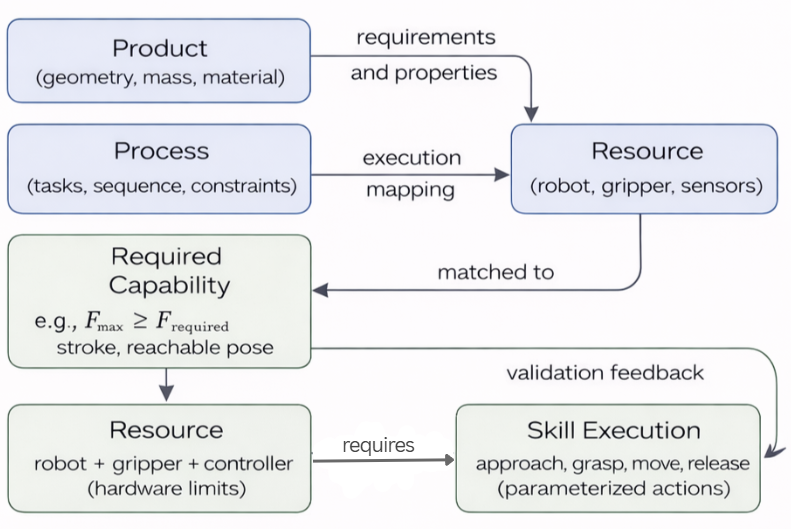 Product
(geometry, mass, material)
requirements
and properties
Process
(tasks, sequence, constraints)
execution
mapping
Resource
(robot, gripper, sensors)
Required
Capability
e.g., Fmax ≥ Frequired
stroke, reachable pose
matched to
validation feedback
Resource
robot + gripper + controller
(hardware limits)
requires
Skill Execution
approach, grasp, move, release
(parameterized actions)